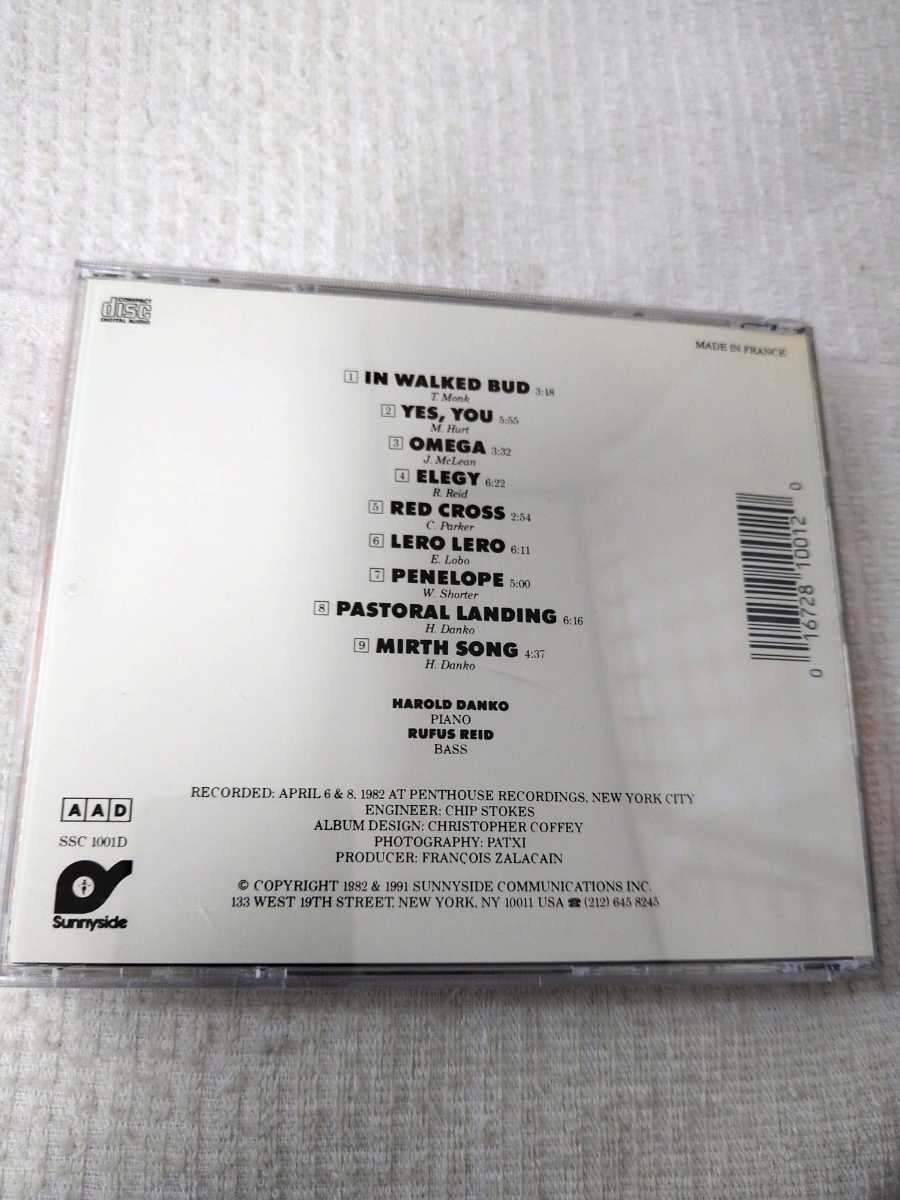 COMPACT
disc
DIGITAL AUDIO
MADE IN FRANCE
1 IN WALKED BUD 3:18
T. Monk
2 YES, YOU 5:55
M. Hurt
3 OMEGA 3:32
J. McLean
4 ELEGY 6:22
R. Reid
5 RED CROSS 2:54
C. Parker
6 LERO LERO 6:11
E. Lobo
7 PENELOPE 5:00
W. Shorter
8 PASTORAL LANDING 6:16
H. Danko
9 MIRTH SONG 4:37
H. Danko
HAROLD DANKO
PIANO
RUFUS REID
BASS
0 16728 10012 0
RECORDED: APRIL 6 & 8, 1982 AT PENTHOUSE RECORDINGS, NEW YORK CITY
ENGINEER: CHIP STOKES
ALBUM DESIGN: CHRISTOPHER COFFEY
PHOTOGRAPHY: PATXI
PRODUCER: FRANÇOIS ZALACAIN
© COPYRIGHT 1982 & 1991 SUNNYSIDE COMMUNICATIONS INC.
133 WEST 19TH STREET, NEW YORK, NY 10011 USA ☎ (212) 645 8245
AAD
SSC 1001D
Sunnyside